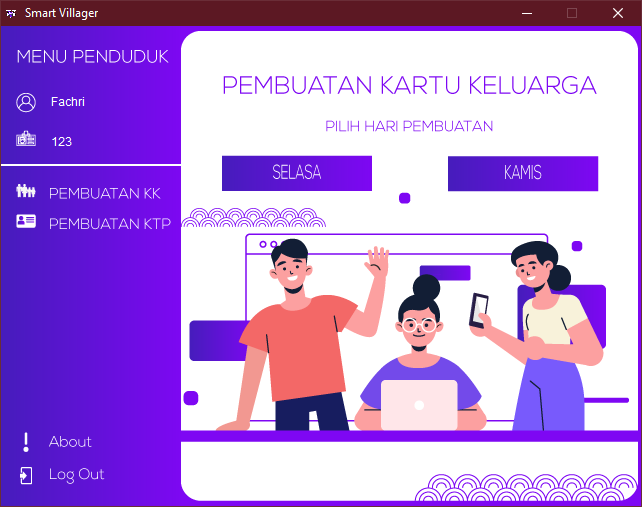 Smart Villager
MENU PENDUDUK
Fachri
123
PEMBUATAN KK
PEMBUATAN KTP
About
Log Out
PEMBUATAN KARTU KELUARGA
PILIH HARI PEMBUATAN
SELASA
KAMIS